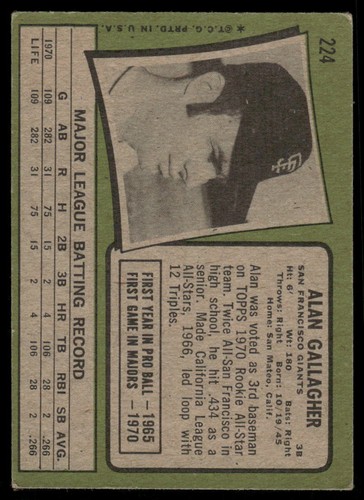 224
ALAN GALLAGHER
SAN FRANCISCO GIANTS 3B
Ht: 6' Wt: 180 Bats: Right
Throws: Right Born: 10/19/45
Home: San Mateo, Calif.
Alan was voted as 3rd baseman
on TOPPS 1970 Rookie All-Star
team. Twice All-San Francisco in
high school, he hit .434 as a
senior. Made California League
All-Stars, 1966, led loop with
12 Triples.
FIRST YEAR IN PRO BALL — 1965
FIRST GAME IN MAJORS — 1970
SF
*©T.C.G. PRTD. IN U.S.A.
MAJOR LEAGUE BATTING RECORD
G AB R H 2B 3B HR TB RBI SB AVG.
1970 109 282 31 75 15 2 4 106 28 2 .266
LIFE 109 282 31 75 15 2 4 106 28 2 .266